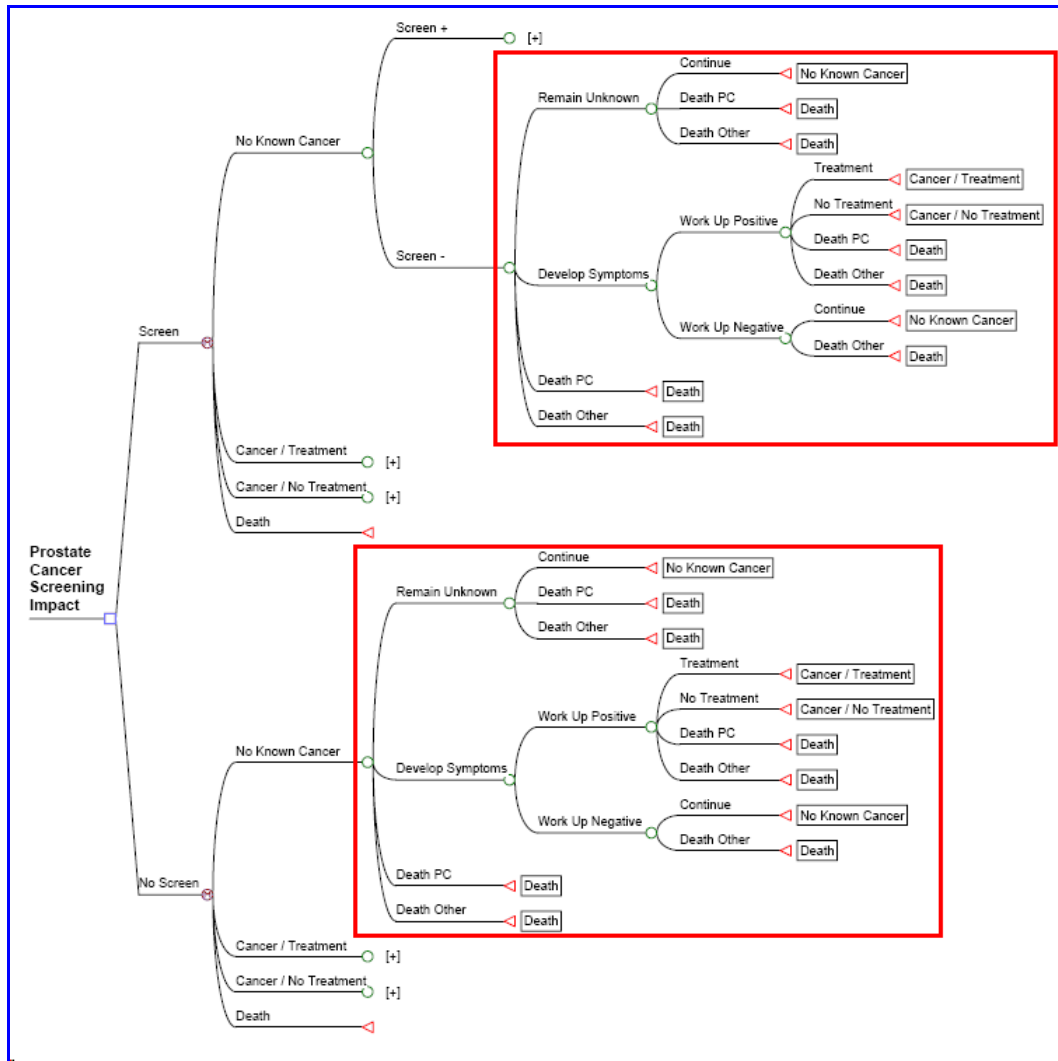 Screen +
[+]
Continue
No Known Cancer
Remain Unknown
Death PC
Death
Death Other
Death
No Known Cancer
Treatment
Cancer / Treatment
No Treatment
Cancer / No Treatment
Work Up Positive
Death PC
Death
Screen -
Develop Symptoms
Death Other
Death
Continue
No Known Cancer
Work Up Negative
Death Other
Death
Screen
Death PC
Death
Death Other
Death
Cancer / Treatment
[+]
Cancer / No Treatment
[+]
Death
Prostate
Cancer
Screening
Impact
Continue
No Known Cancer
Remain Unknown
Death PC
Death
Death Other
Death
Treatment
Cancer / Treatment
No Treatment
Cancer / No Treatment
Work Up Positive
Death PC
Death
No Known Cancer
Develop Symptoms
Death Other
Death
Continue
No Known Cancer
Work Up Negative
Death Other
Death
Death PC
Death
No Screen
Death Other
Death
Cancer / Treatment
[+]
Cancer / No Treatment
[+]
Death